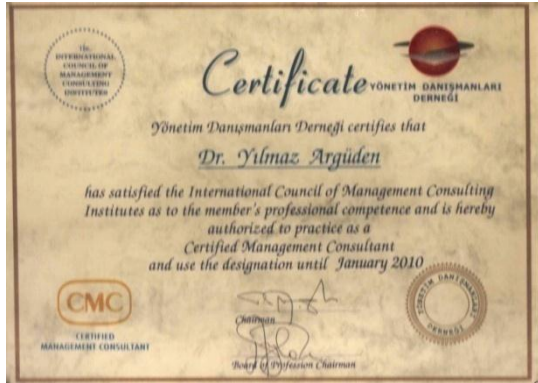 The
INTERNATIONAL
COUNCIL OF
MANAGEMENT
CONSULTING
INSTITUTES
Certificate
YÖNETİM DANIŞMANLARI
DERNEĞİ
Yönetim Danışmanları Derneği certifies that
Dr. Yılmaz Argüden
has satisfied the International Council of Management Consulting
Institutes as to the member's professional competence and is hereby
authorized to practice as a
Certified Management Consultant
and use the designation until January 2010
CMC
CERTIFIED
MANAGEMENT CONSULTANT
Chairman
Board of Profession Chairman
YÖNETİM DANIŞMANLARI
DERNEĞİ